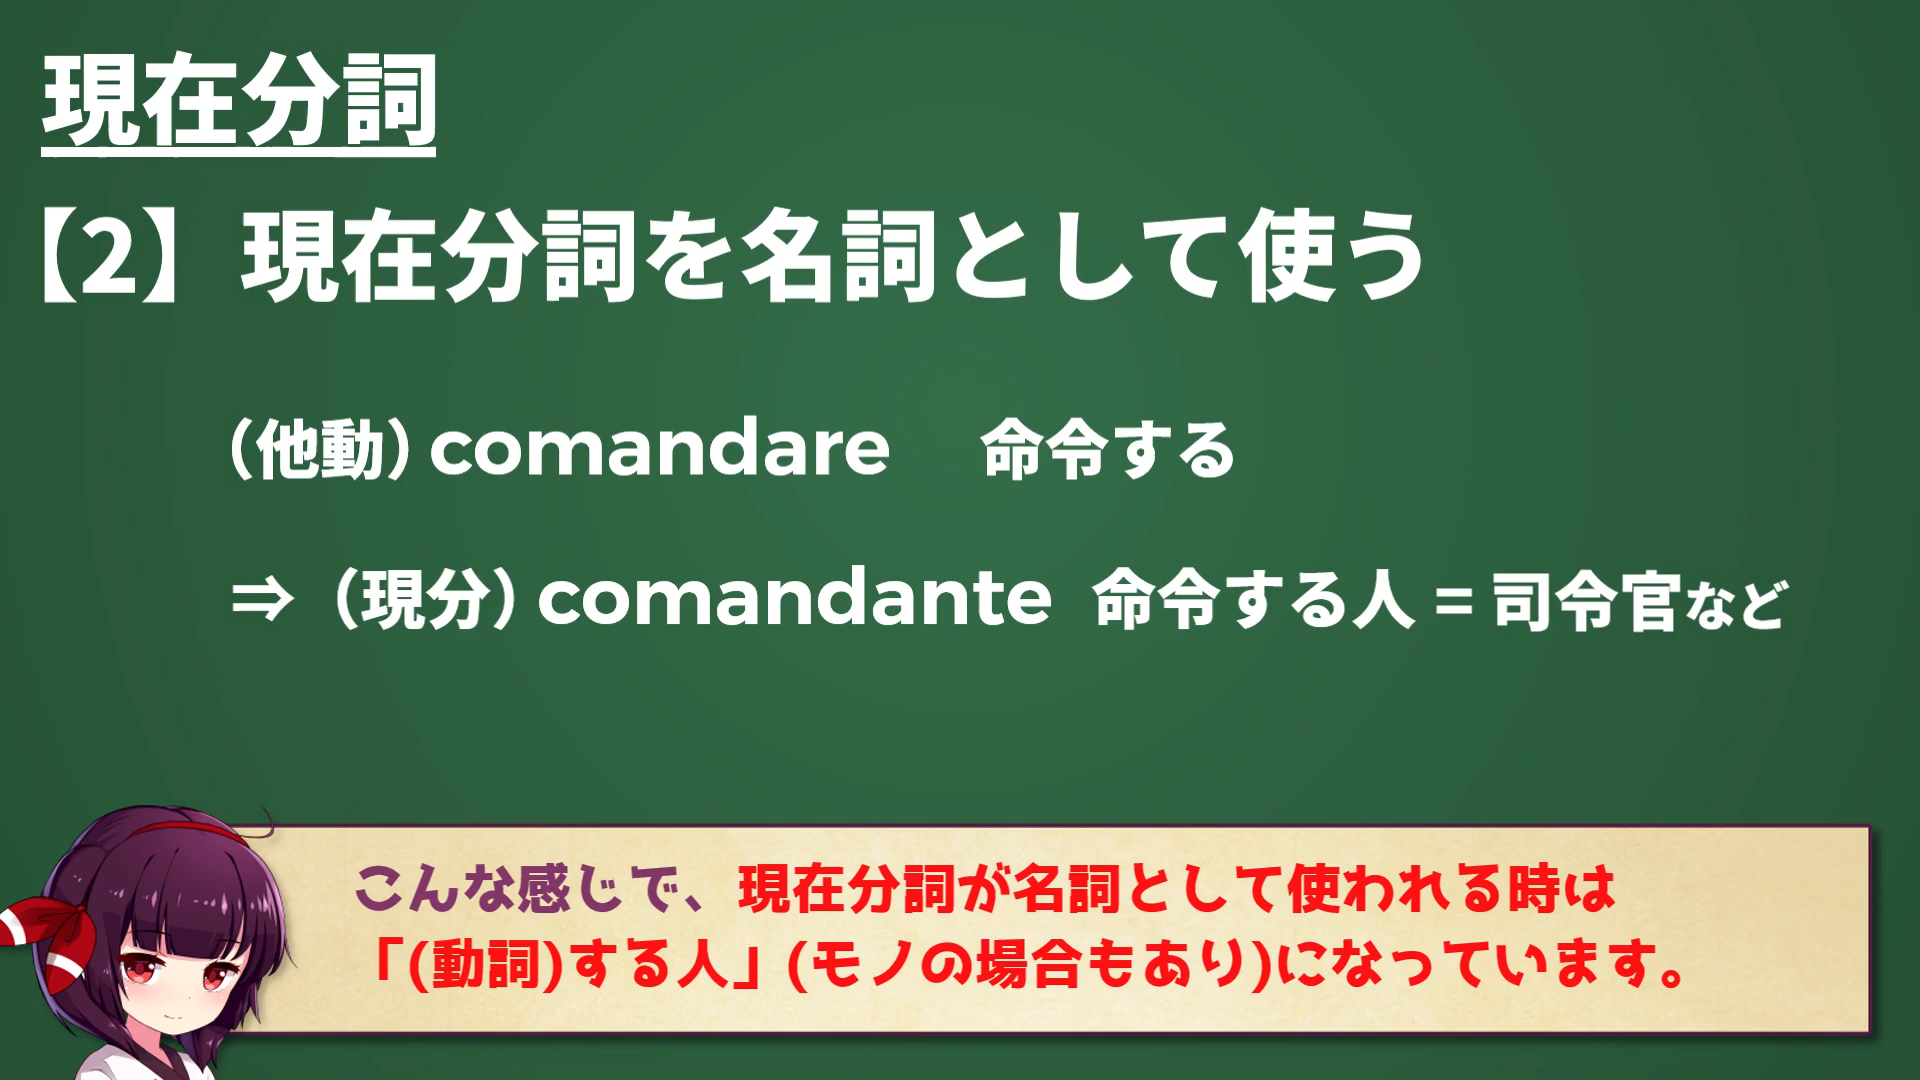 現在分詞
【2】 現在分詞を名詞として使う
（他動）comandare 命令する
⇒（現分）comandante 命令する人 = 司令官など
こんな感じで、現在分詞が名詞として使われる時は
「(動詞)する人」(モノの場合もあり)になっています。